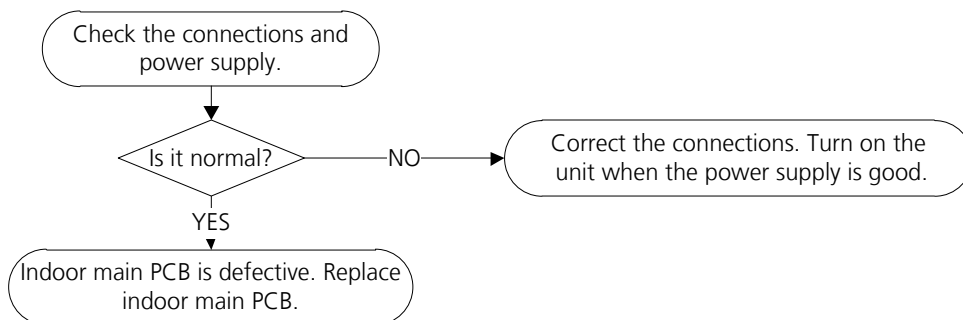 Check the connections and
power supply.
Is it normal?
NO
Correct the connections. Turn on the
unit when the power supply is good.
YES
Indoor main PCB is defective. Replace
indoor main PCB.